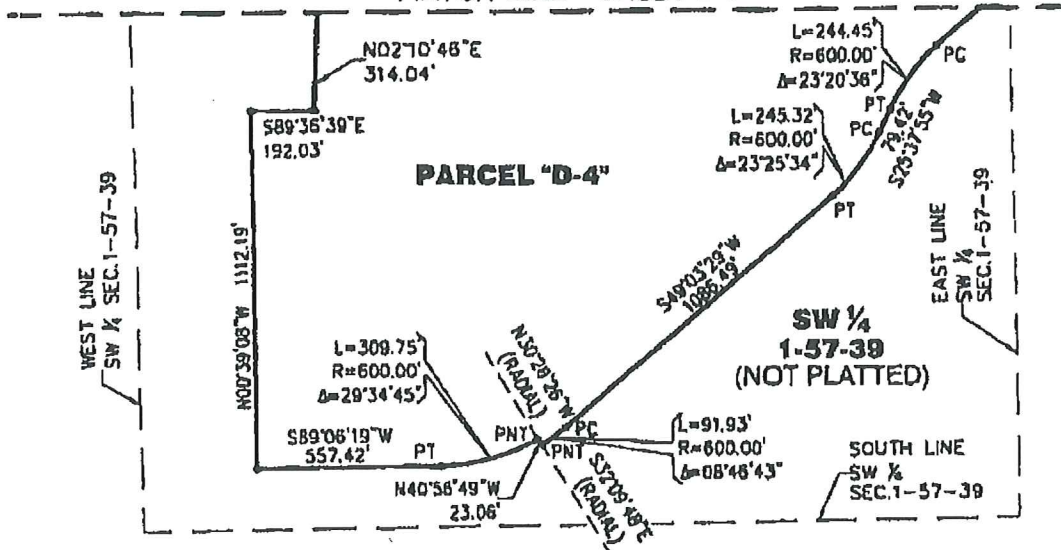 N02°10'46"E
314.04'
S89°36'39"E
192.03'
L=244.45'
R=600.00'
Δ=23°20'36"
PC
PT
PC
79.42'
S25°37'55"W
L=245.32'
R=600.00'
Δ=23°25'34"
PT
PARCEL "D-4"
WEST LINE
SW ¼ SEC.1-57-39
N00°39'08"W 1112.19'
S49°03'29"W
1086.49'
EAST LINE
SW ¼
SEC.1-57-39
SW ¼
1-57-39
(NOT PLATTED)
L=309.75'
R=600.00'
Δ=29°34'45"
N30°28'26"W
(RADIAL)
PC
PNT
PNT
L=91.93'
R=600.00'
Δ=08°46'43"
S89°06'19"W
557.42'
PT
N40°56'49"W
23.06'
S32°09'48"E
(RADIAL)
SOUTH LINE
SW ¼
SEC.1-57-39